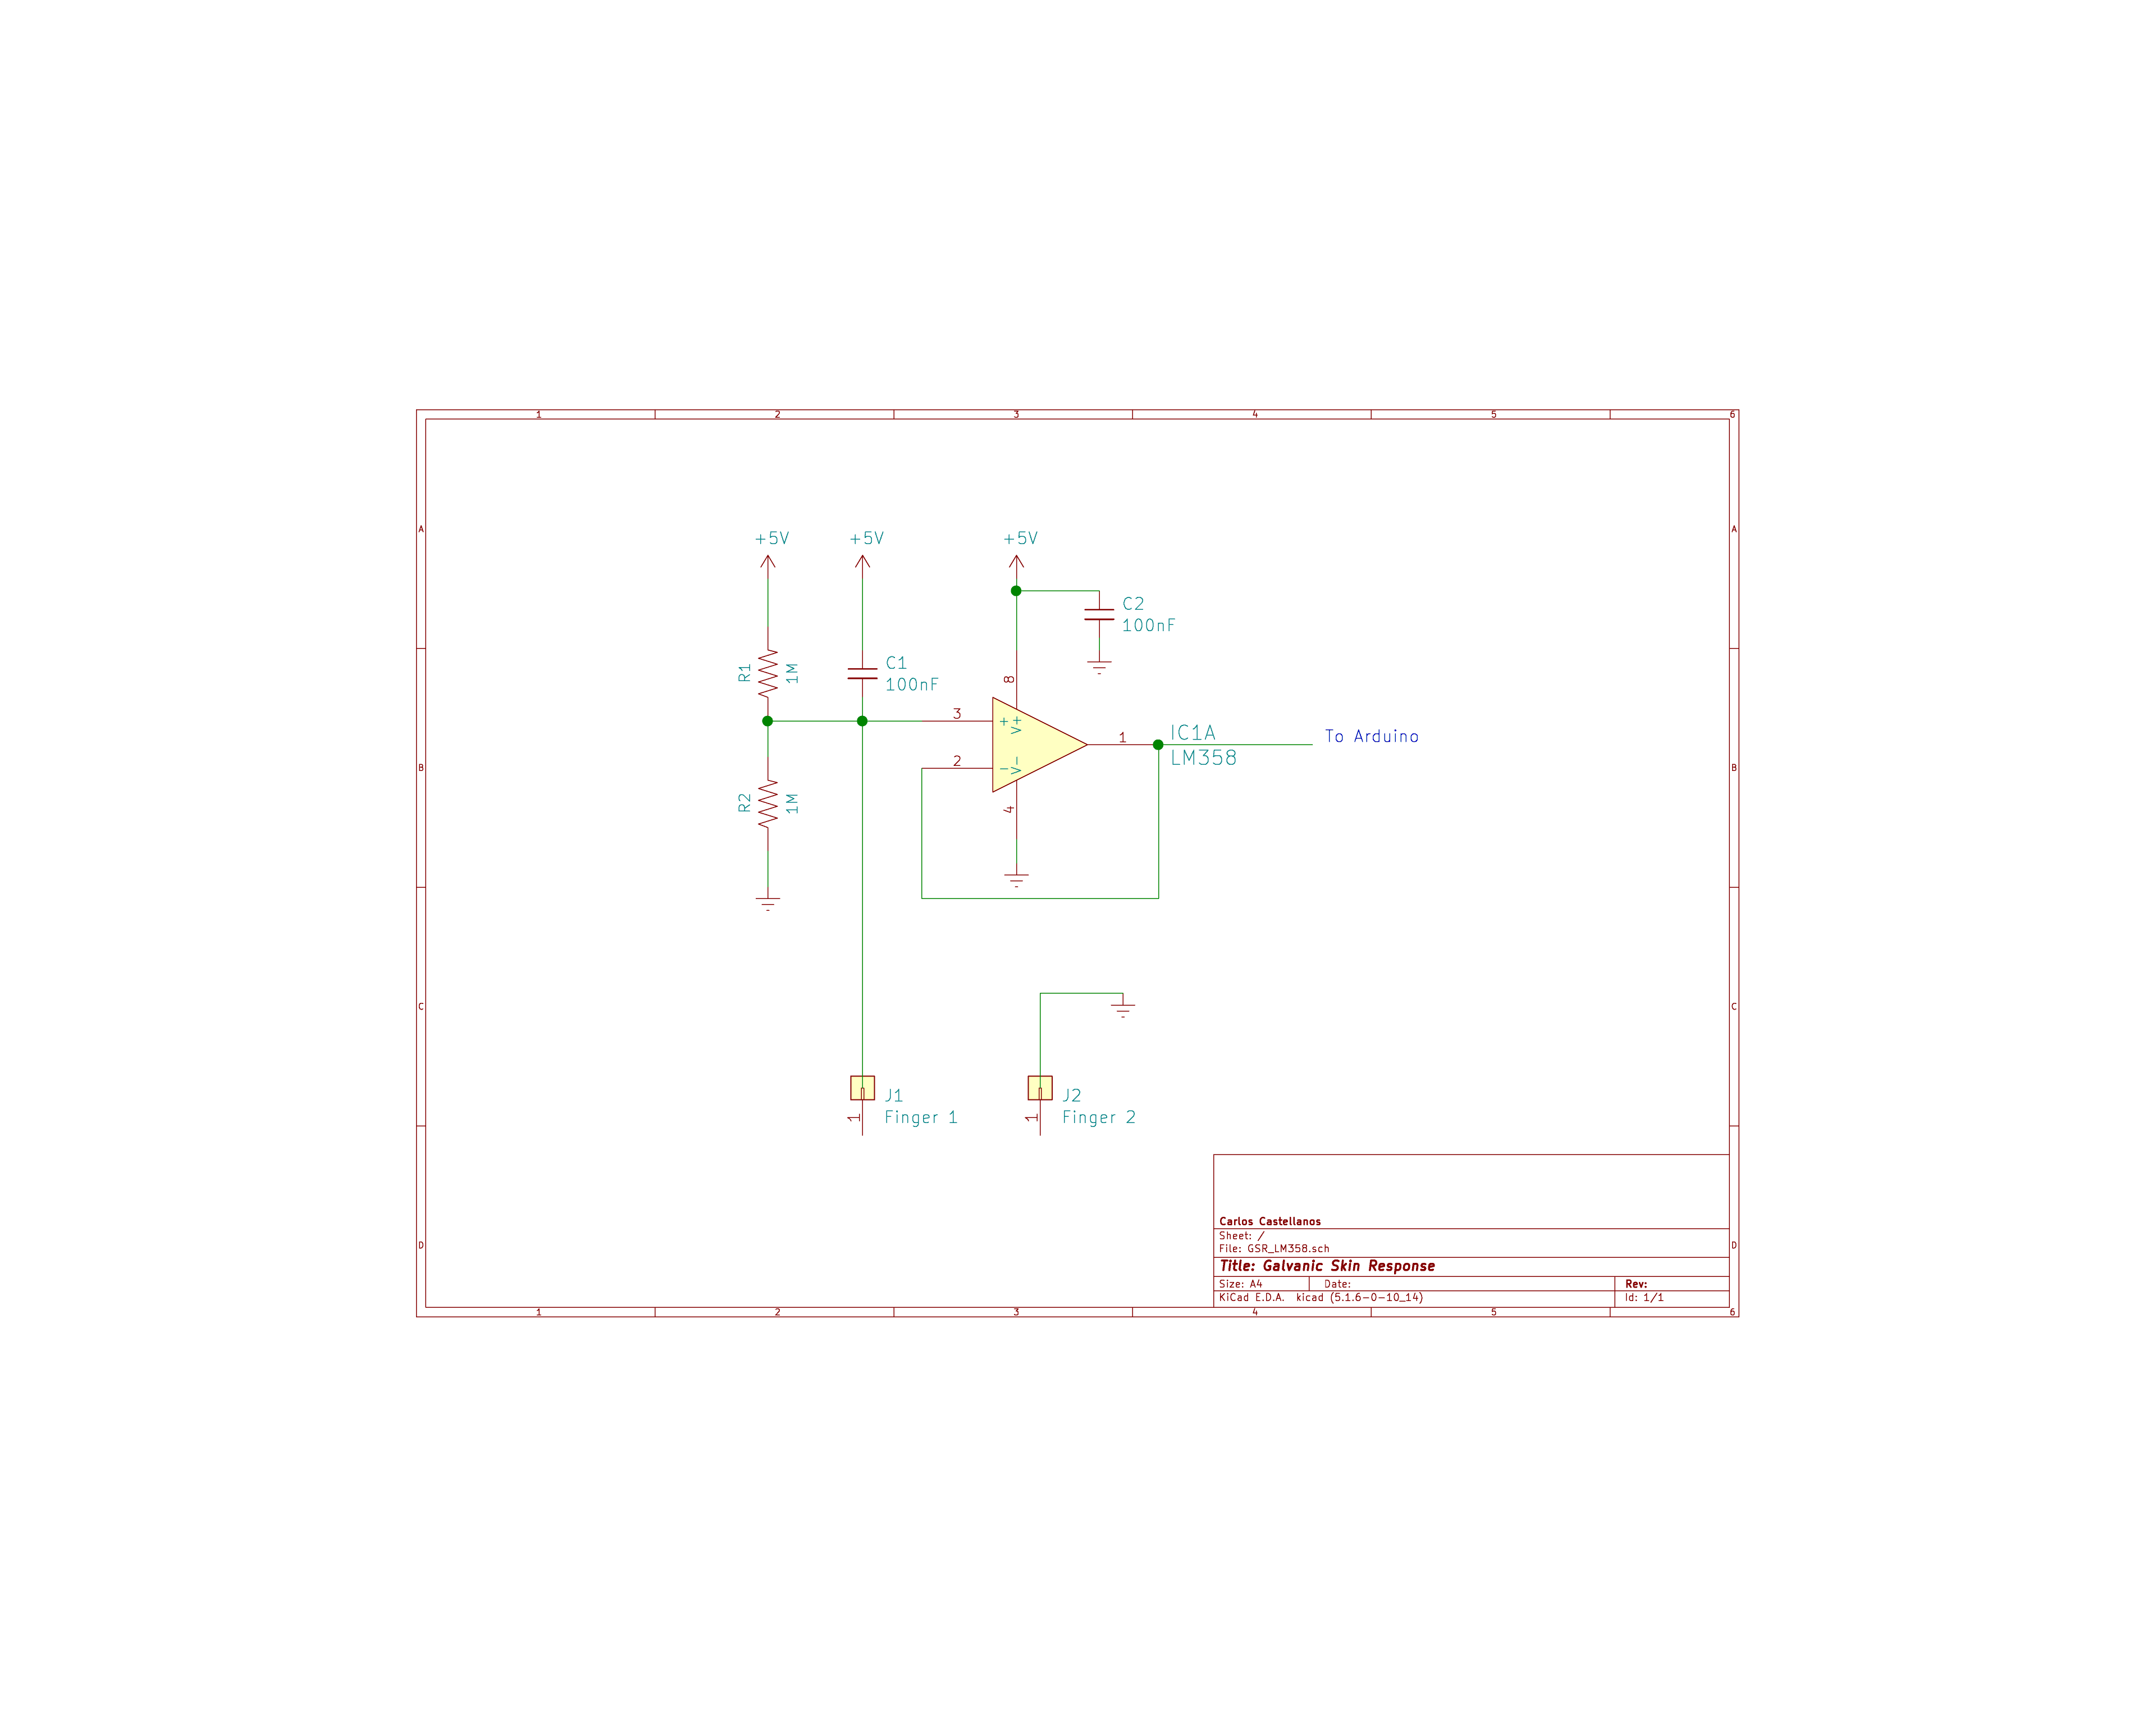 1 2 3 4 5 6
A A
+5V +5V +5V
C2
100nF
R1 1M
C1
100nF
8
3 + V+
1
IC1A
LM358
To Arduino
2 - V-
B B
R2 1M
4
C C
J1
Finger 1
1
J2
Finger 2
1
Carlos Castellanos
Sheet: /
File: GSR_LM358.sch
D D
Title: Galvanic Skin Response
Size: A4 Date: Rev:
KiCad E.D.A. kicad (5.1.6-0-10_14) Id: 1/1
1 2 3 4 5 6